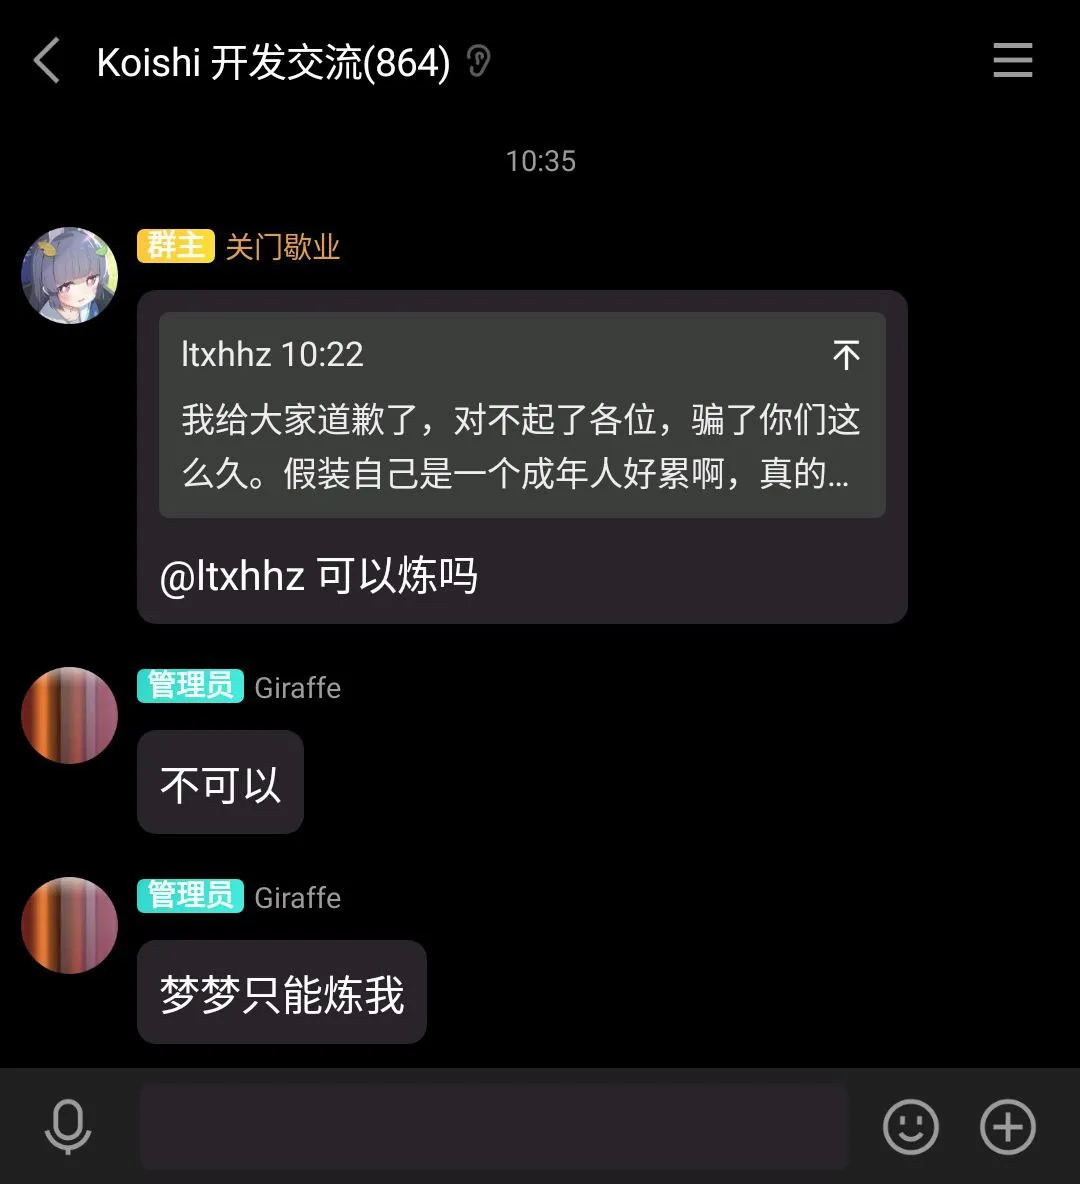 Koishi 开发交流(864)
10:35
群主 关门歇业
ltxhhz 10:22
我给大家道歉了，对不起了各位，骗了你们这
么久。假装自己是一个成年人好累啊，真的...
@ltxhhz 可以炼吗
管理员 Giraffe
不可以
管理员 Giraffe
梦梦只能炼我